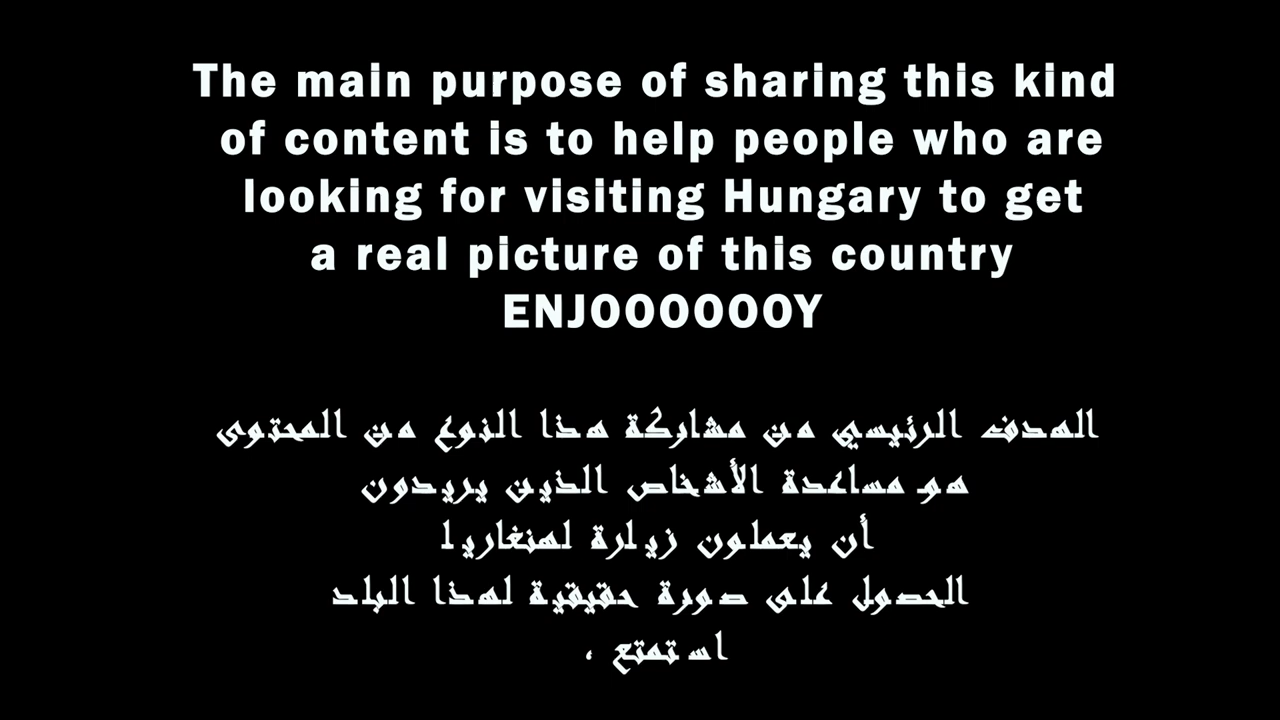 The main purpose of sharing this kind
of content is to help people who are
looking for visiting Hungary to get
a real picture of this country
ENJOOOOOOY
الهدف الرئيسي من مشاركة هذا النوع من المحتوى
هو مساعدة الأشخاص الذين يريدون
أن يعملون زيارة لهنغاريا
الحصول على صورة حقيقية لهذا البلد
استمتع ،